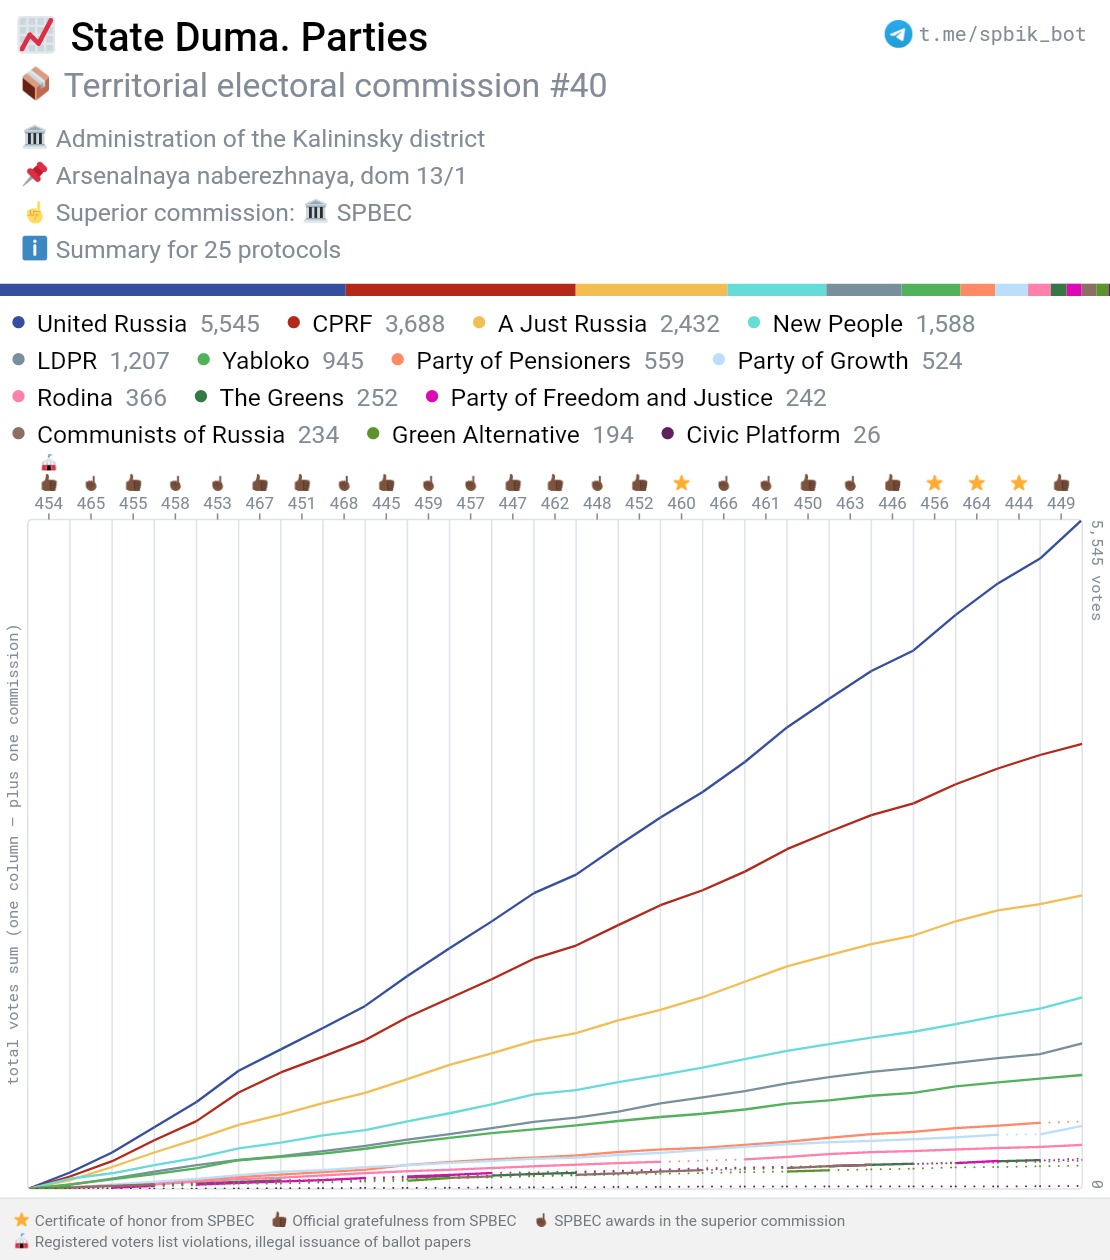 State Duma. Parties
t.me/spbik_bot
Territorial electoral commission #40
Administration of the Kalininsky district
Arsenalnaya naberezhnaya, dom 13/1
Superior commission: SPBEC
Summary for 25 protocols
United Russia 5,545 CPRF 3,688 A Just Russia 2,432 New People 1,588
LDPR 1,207 Yabloko 945 Party of Pensioners 559 Party of Growth 524
Rodina 366 The Greens 252 Party of Freedom and Justice 242
Communists of Russia 234 Green Alternative 194 Civic Platform 26
454 465 455 458 453 467 451 468 445 459 457 447 462 448 452 460 466 461 450 463 446 456 464 444 449
5,545 votes
total votes sum (one column – plus one commission)
0
Certificate of honor from SPBEC Official gratefulness from SPBEC SPBEC awards in the superior commission
Registered voters list violations, illegal issuance of ballot papers